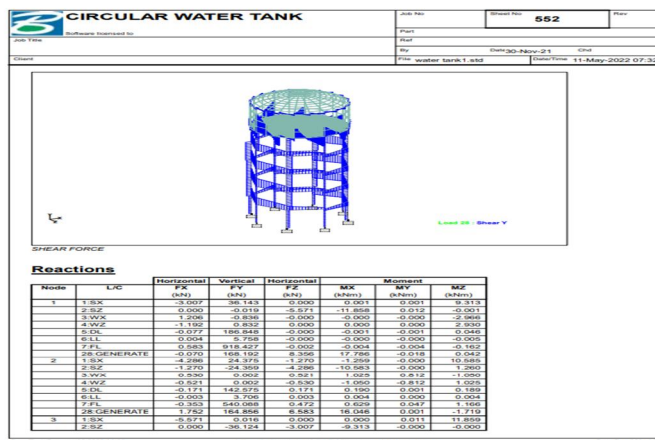 CIRCULAR WATER TANK
Software licensed to
Job No
Sheet No
552
Rev
Part
Job Title
Ref
By
Date 30-Nov-21
Chd
Client
File water tank1.std
Date/Time 11-May-2022 07:32
Load 28 : Shear Y
SHEAR FORCE
Reactions
Horizontal Vertical Horizontal Moment
Node L/C FX FY FZ MX MY MZ
(kN) (kN) (kN) (kNm) (kNm) (kNm)
1 1:SX -3.007 36.143 0.000 0.001 0.001 9.313
2:SZ 0.000 -0.019 -5.571 -11.858 0.012 -0.001
3:WX 1.206 -0.836 -0.000 -0.000 -0.000 -2.966
4:WZ -1.192 0.832 0.000 0.000 0.000 2.930
5:DL -0.077 186.848 -0.000 -0.001 -0.001 0.046
6:LL 0.004 5.758 -0.000 -0.000 -0.000 -0.005
7:FL 0.583 918.427 -0.002 -0.004 -0.004 -0.162
28:GENERATE -0.070 168.192 8.356 17.786 -0.018 0.042
2 1:SX -4.286 24.375 -1.270 -1.259 -0.000 10.585
2:SZ -1.270 -24.359 -4.286 -10.583 -0.000 1.260
3:WX 0.530 0.002 0.521 1.025 0.812 -1.050
4:WZ -0.521 0.002 -0.530 -1.050 -0.812 1.025
5:DL -0.171 142.575 0.171 0.190 0.001 0.189
6:LL -0.003 3.706 0.003 0.004 0.000 0.004
7:FL -0.353 540.088 0.472 0.629 0.047 1.166
28:GENERATE 1.752 164.856 6.583 16.046 0.001 -1.719
3 1:SX -5.571 0.016 0.000 0.000 0.011 11.859
2:SZ 0.000 -36.124 -3.007 -9.313 -0.000 -0.000